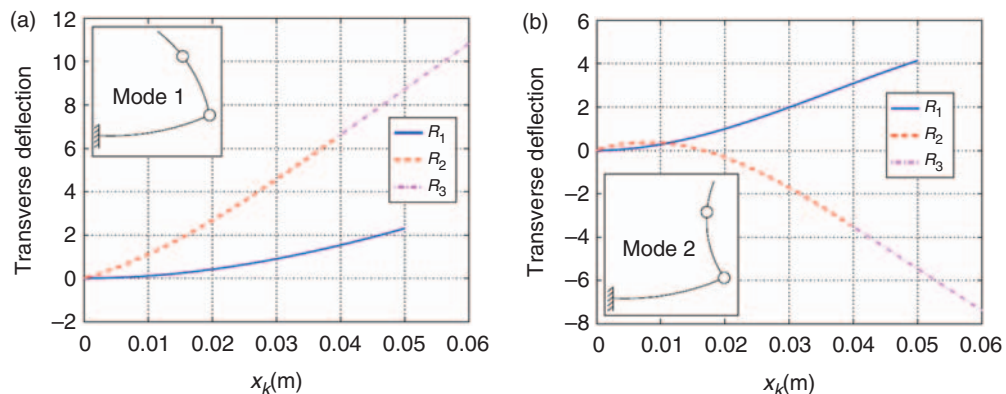 (a)
12
10
8
6
4
2
0
−2
Transverse deflection
Mode 1
R1
R2
R3
0 0.01 0.02 0.03 0.04 0.05 0.06
xk(m)
(b)
4
2
0
−2
−4
−6
−8
Transverse deflection
R1
R2
R3
Mode 2
0 0.01 0.02 0.03 0.04 0.05 0.06
xk(m)